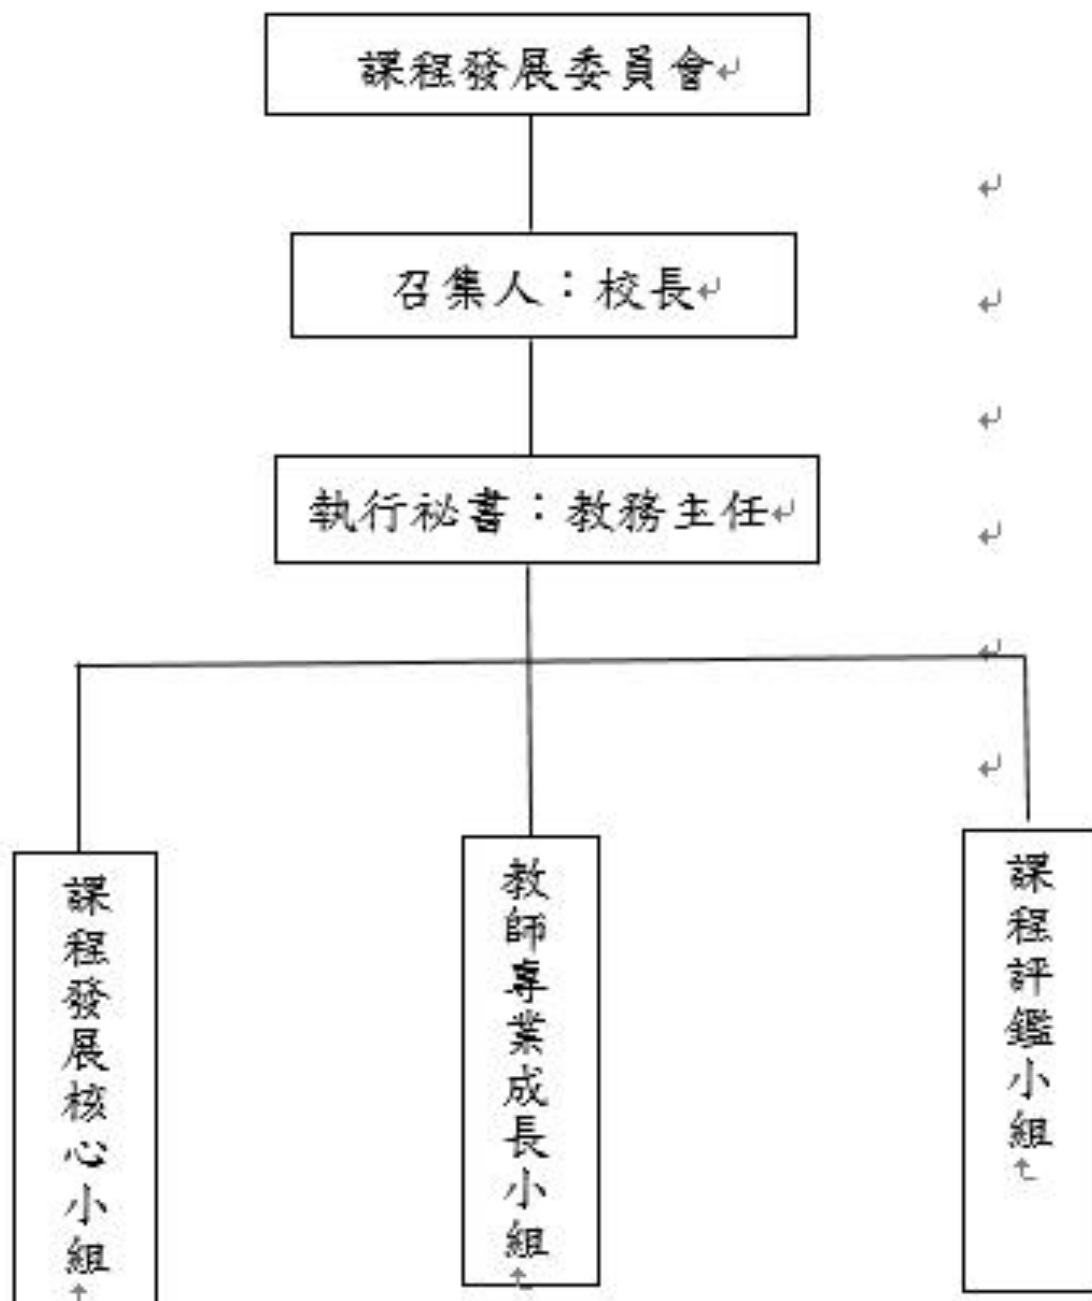 課程發展委員會
召集人：校長
執行祕書：教務主任
課程發展核心小組
教師專業成長小組
課程評鑑小組